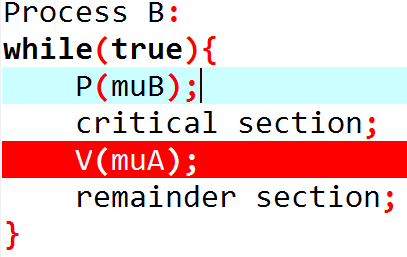 Process B:
while(true){
    P(muB);
    critical section;
    V(muA);
    remainder section;
}